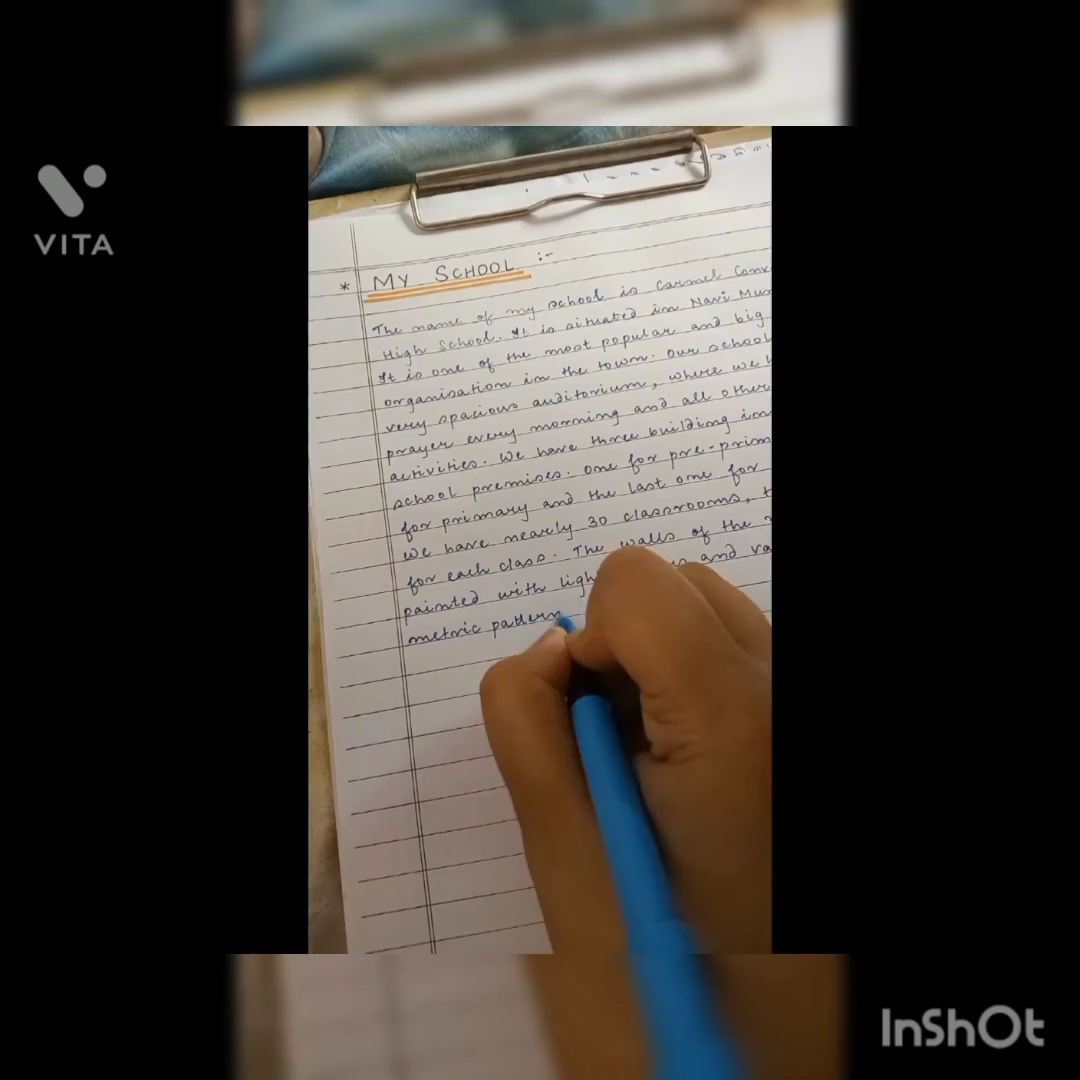 VITA
* MY SCHOOL :-
The name of my school is Carmel
High School. It is situated in Navi
It is one of the most popular and big
organisation in the town. Our school
very spacious auditorium, where we
prayer every morning and all other
activities. We have three building in
school premises. One for pre-prim
for primary and the last one for
We have nearly 30 classrooms,
for each class. The walls of the
painted with and
metric pattern
InShOt